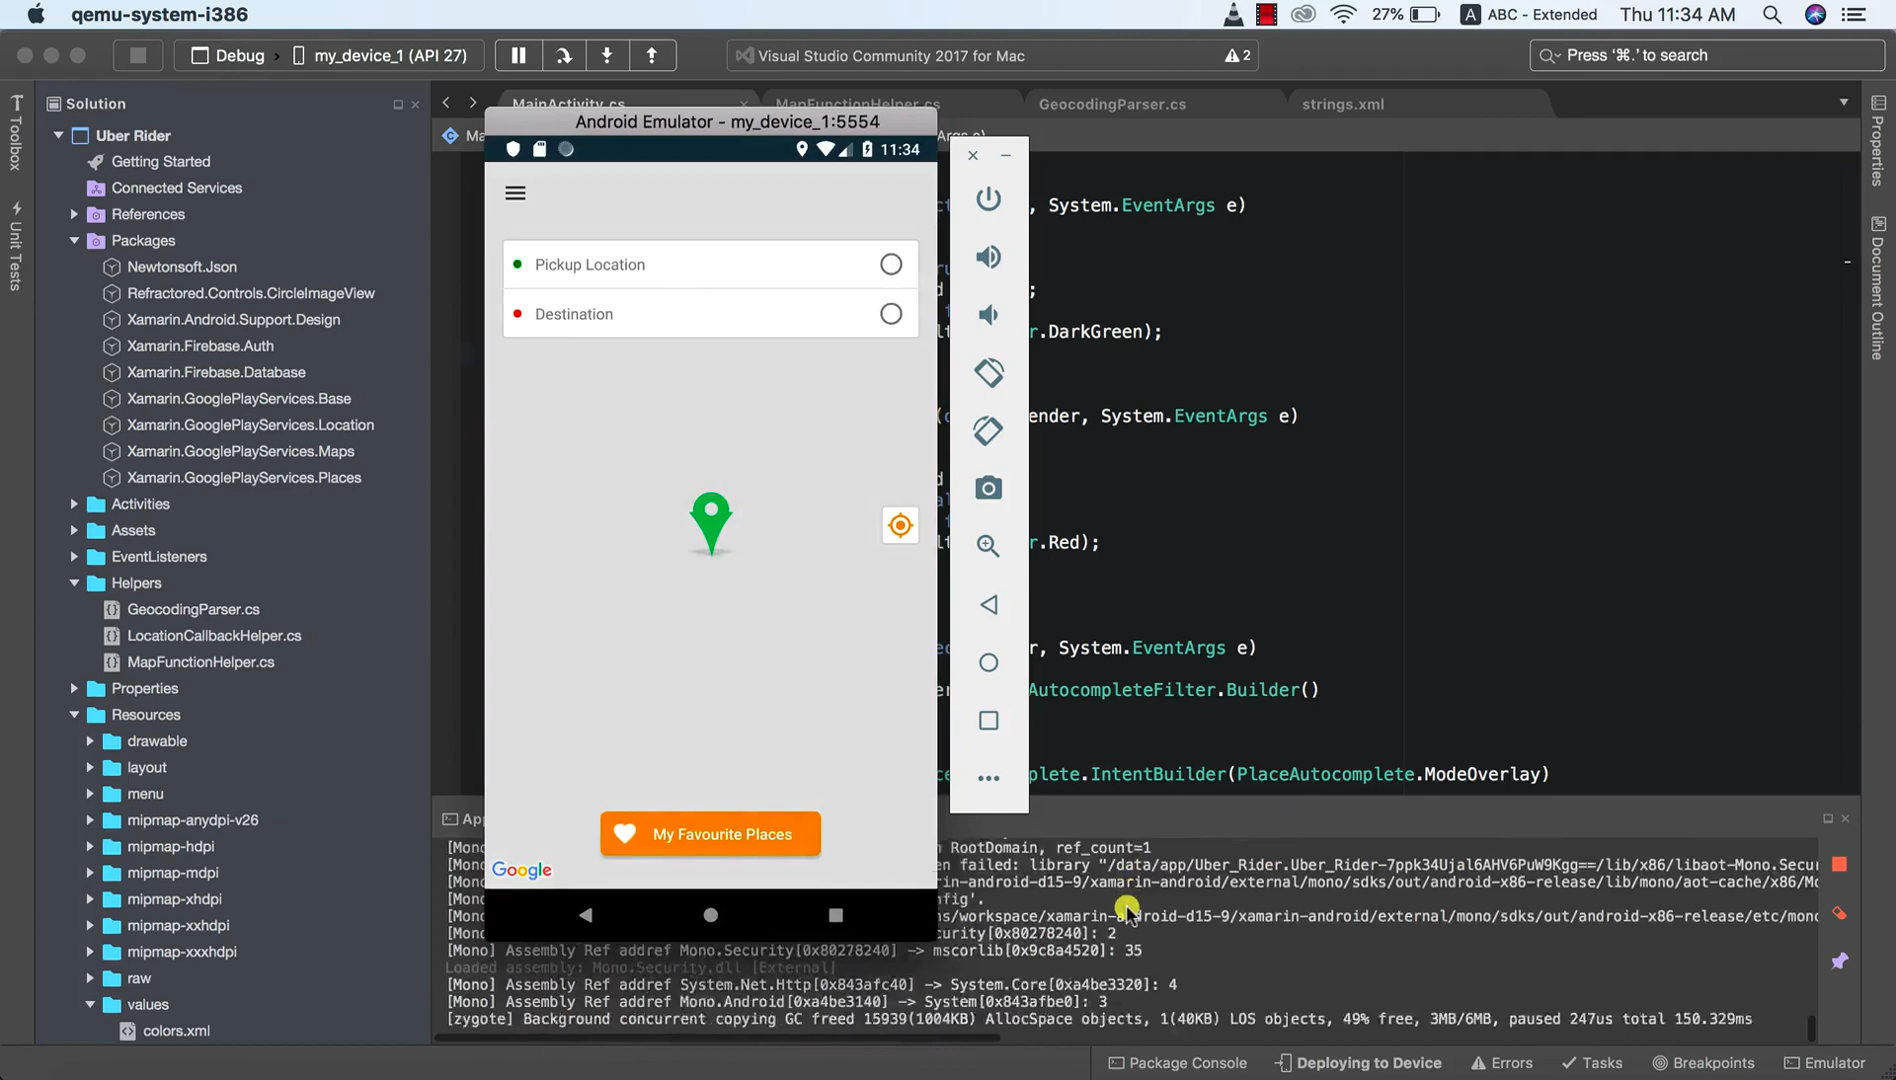 qemu-system-i386
27%
A ABC - Extended
Thu 11:34 AM
Debug
my_device_1 (API 27)
Visual Studio Community 2017 for Mac
2
Press ‘⌘.’ to search
Toolbox
Unit Tests
Solution
Uber Rider
Getting Started
Connected Services
References
Packages
Newtonsoft.Json
Refractored.Controls.CircleImageView
Xamarin.Android.Support.Design
Xamarin.Firebase.Auth
Xamarin.Firebase.Database
Xamarin.GooglePlayServices.Base
Xamarin.GooglePlayServices.Location
Xamarin.GooglePlayServices.Maps
Xamarin.GooglePlayServices.Places
Activities
Assets
EventListeners
Helpers
GeocodingParser.cs
LocationCallbackHelper.cs
MapFunctionHelper.cs
Properties
Resources
drawable
layout
menu
mipmap-anydpi-v26
mipmap-hdpi
mipmap-mdpi
mipmap-xhdpi
mipmap-xxhdpi
mipmap-xxxhdpi
raw
values
colors.xml
MainActivity.cs
MapFunctionHelper.cs
GeocodingParser.cs
strings.xml
Android Emulator - my_device_1:5554
11:34
Pickup Location
Destination
My Favourite Places
Google
, System.EventArgs e)
r.DarkGreen);
ender, System.EventArgs e)
r.Red);
r, System.EventArgs e)
AutocompleteFilter.Builder()
plete.IntentBuilder(PlaceAutocomplete.ModeOverlay)
[Mono
RootDomain, ref_count=1
[Mono
en failed: library "/data/app/Uber_Rider.Uber_Rider-7ppk34Ujal6AHV6PuW9Kgg==/lib/x86/libaot-Mono.Secur
[Mono
rin-android-d15-9/xamarin-android/external/mono/sdks/out/android-x86-release/lib/mono/aot-cache/x86/Mo
[Mono
nfig'.
[Mono
ns/workspace/xamarin-android-d15-9/xamarin-android/external/mono/sdks/out/android-x86-release/etc/mono
[Mono
ecurity[0x80278240]: 2
[Mono] Assembly Ref addref Mono.Security[0x80278240] -> mscorlib[0x9c8a4520]: 35
Loaded assembly: Mono.Security.dll [External]
[Mono] Assembly Ref addref System.Net.Http[0x843afc40] -> System.Core[0xa4be3320]: 4
[Mono] Assembly Ref addref Mono.Android[0xa4be3140] -> System[0x843afbe0]: 3
[zygote] Background concurrent copying GC freed 15939(1004KB) AllocSpace objects, 1(40KB) LOS objects, 49% free, 3MB/6MB, paused 247us total 150.329ms
Properties
Document Outline
Package Console
Deploying to Device
Errors
Tasks
Breakpoints
Emulator